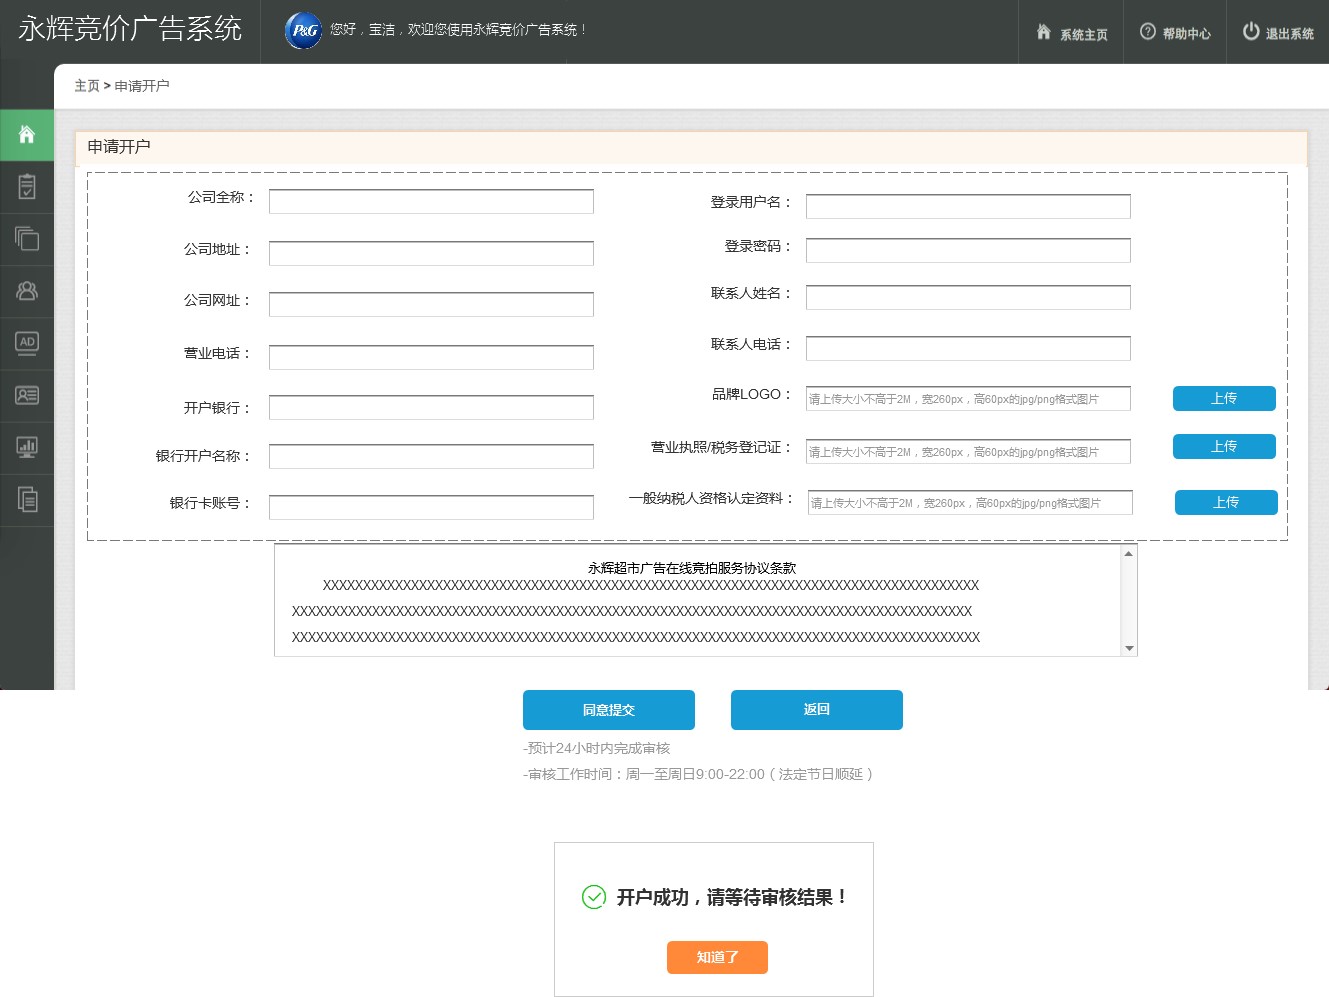 永辉竞价广告系统
P&G
您好，宝洁，欢迎您使用永辉竞价广告系统！
系统主页
帮助中心
退出系统
主页 > 申请开户
AD
申请开户
公司全称：
登录用户名：
公司地址：
登录密码：
公司网址：
联系人姓名：
营业电话：
联系人电话：
开户银行：
品牌LOGO：
请上传大小不高于2M，宽260px，高60px的jpg/png格式图片
上传
银行开户名称：
营业执照/税务登记证：
请上传大小不高于2M，宽260px，高60px的jpg/png格式图片
上传
银行卡账号：
一般纳税人资格认定资料：
请上传大小不高于2M，宽260px，高60px的jpg/png格式图片
上传
永辉超市广告在线竞拍服务协议条款
XXXXXXXXXXXXXXXXXXXXXXXXXXXXXXXXXXXXXXXXXXXXXXXXXXXXXXXXXXXXXXXXXXXXXXXXXXXXXXXXXX
XXXXXXXXXXXXXXXXXXXXXXXXXXXXXXXXXXXXXXXXXXXXXXXXXXXXXXXXXXXXXXXXXXXXXXXXXXXXXXXXXXXXX
XXXXXXXXXXXXXXXXXXXXXXXXXXXXXXXXXXXXXXXXXXXXXXXXXXXXXXXXXXXXXXXXXXXXXXXXXXXXXXXXXXXXXX
同意提交
返回
-预计24小时内完成审核
-审核工作时间：周一至周日9:00-22:00（法定节日顺延）
开户成功，请等待审核结果！
知道了